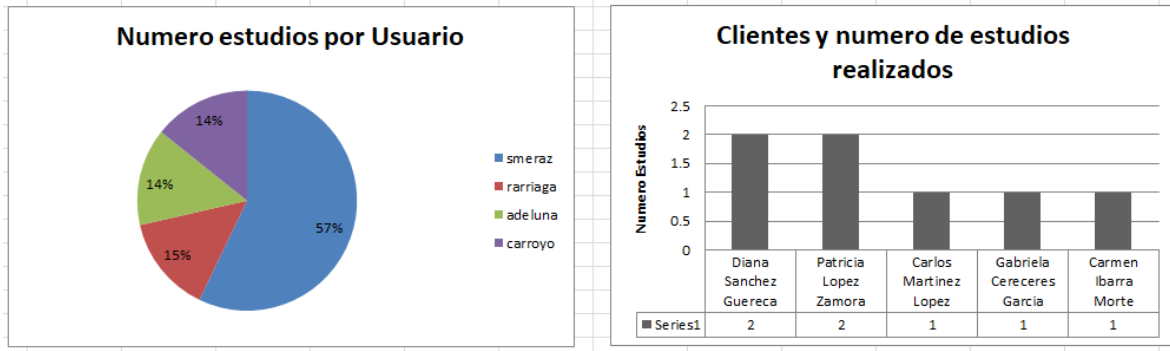 Numero estudios por Usuario
14%
14%
57%
15%
smeraz
rarriaga
adeluna
carroyo
Clientes y numero de estudios
realizados
Numero Estudios
2.5
2
1.5
1
0.5
0
Diana
Sanchez
Guereca
Patricia
Lopez
Zamora
Carlos
Martinez
Lopez
Gabriela
Cereceres
Garcia
Carmen
Ibarra
Morte
Series1 2 2 1 1 1